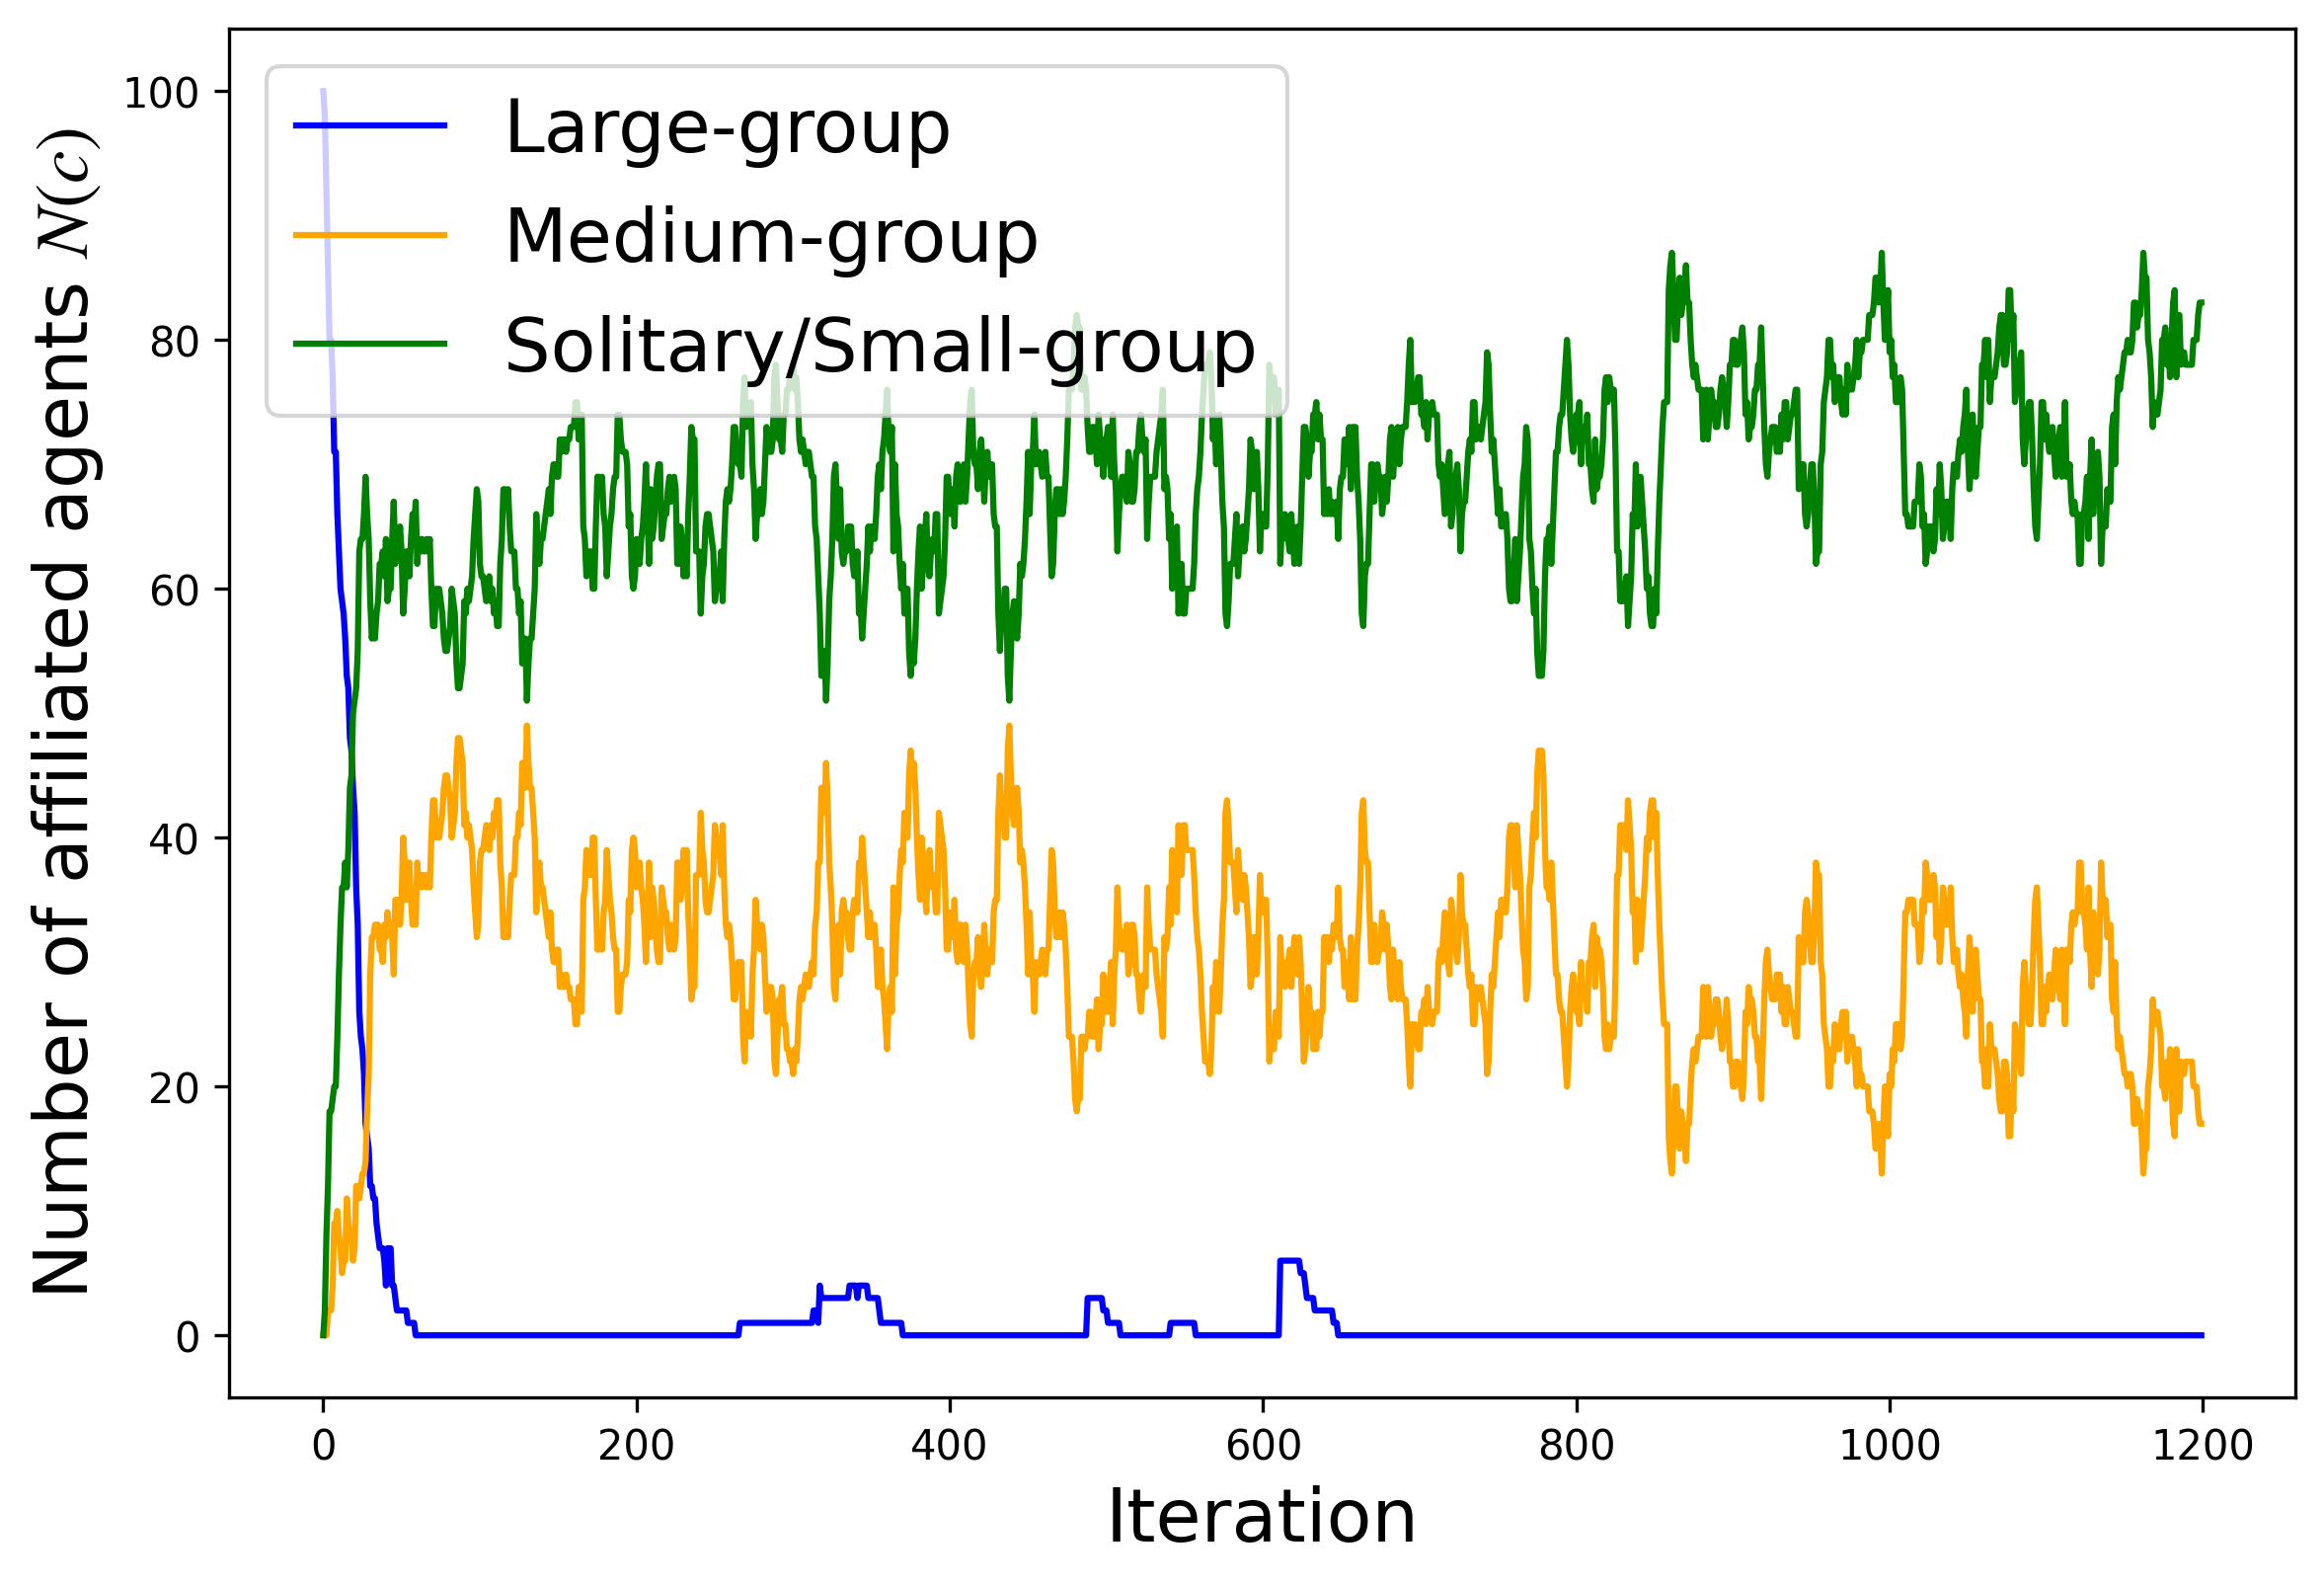 Number of affiliated agents N(c)
100
80
60
40
20
0
Large-group
Medium-group
Solitary/Small-group
0 200 400 600 800 1000 1200
Iteration